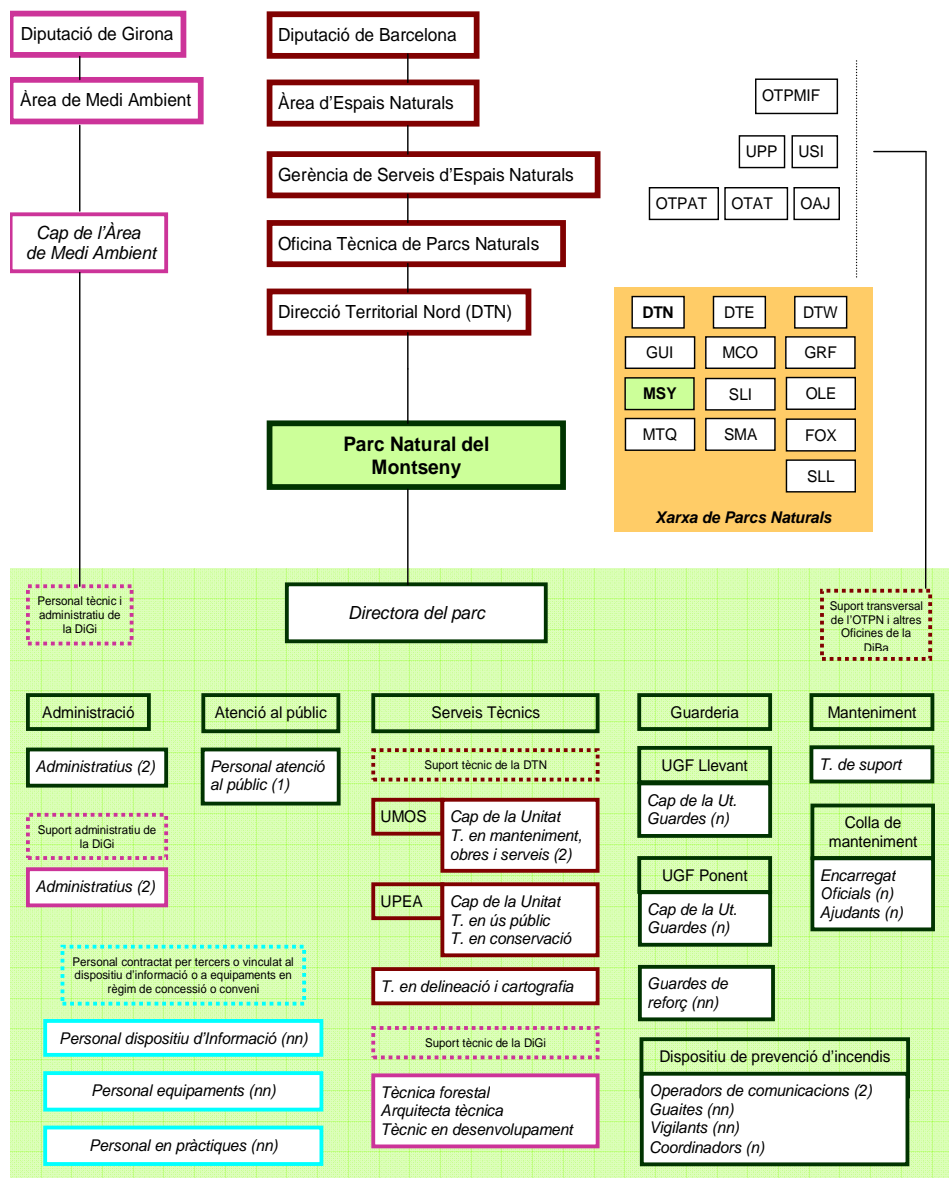 Diputació de Girona
Àrea de Medi Ambient
Cap de l'Àrea
de Medi Ambient
Diputació de Barcelona
Àrea d'Espais Naturals
Gerència de Serveis d'Espais Naturals
Oficina Tècnica de Parcs Naturals
Direcció Territorial Nord (DTN)
Parc Natural del
Montseny
OTPMIF
UPP USI
OTPAT OTAT OAJ
DTN DTE DTW
GUI MCO GRF
MSY SLI OLE
MTQ SMA FOX
SLL
Xarxa de Parcs Naturals
Personal tècnic i
administratiu de
la DiGi
Directora del parc
Suport transversal
de l'OTPN i altres
Oficines de la
DiBa
Administració
Administratius (2)
Suport administratiu de
la DiGi
Administratius (2)
Atenció al públic
Personal atenció
al públic (1)
Personal contractat per tercers o vinculat al
dispositiu d'informació o a equipaments en
règim de concessió o conveni
Personal dispositiu d'Informació (nn)
Personal equipaments (nn)
Personal en pràctiques (nn)
Serveis Tècnics
Suport tècnic de la DTN
UMOS
Cap de la Unitat
T. en manteniment,
obres i serveis (2)
UPEA
Cap de la Unitat
T. en ús públic
T. en conservació
T. en delineació i cartografia
Suport tècnic de la DiGi
Tècnica forestal
Arquitecta tècnica
Tècnic en desenvolupament
Guarderia
UGF Llevant
Cap de la Ut.
Guardes (n)
UGF Ponent
Cap de la Ut.
Guardes (n)
Guardes de
reforç (nn)
Dispositiu de prevenció d'incendis
Operadors de comunicacions (2)
Guaites (nn)
Vigilants (nn)
Coordinadors (n)
Manteniment
T. de suport
Colla de
manteniment
Encarregat
Oficials (n)
Ajudants (n)